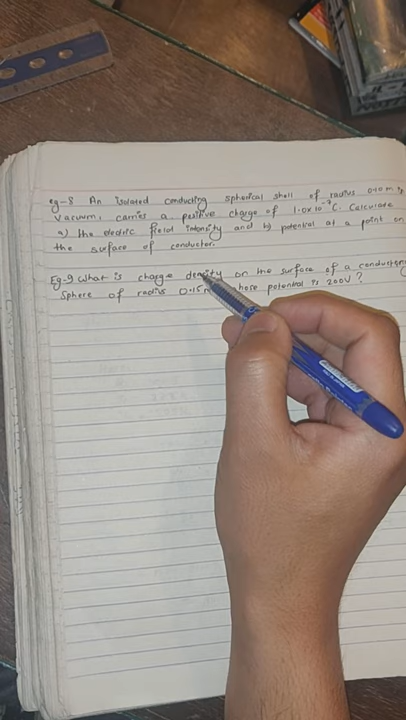 eg-8 An isolated conducting spherical shell of radius 0.10 m in
vacuum, carries a positive charge of 1.0x10⁻⁷C. Calculate
a) the electric field intensity and b) potential at a point on
the surface of conductor.
Eg-9 What is charge density on the surface of a conducting
Sphere of radius 0.15 m whose potential is 200V?